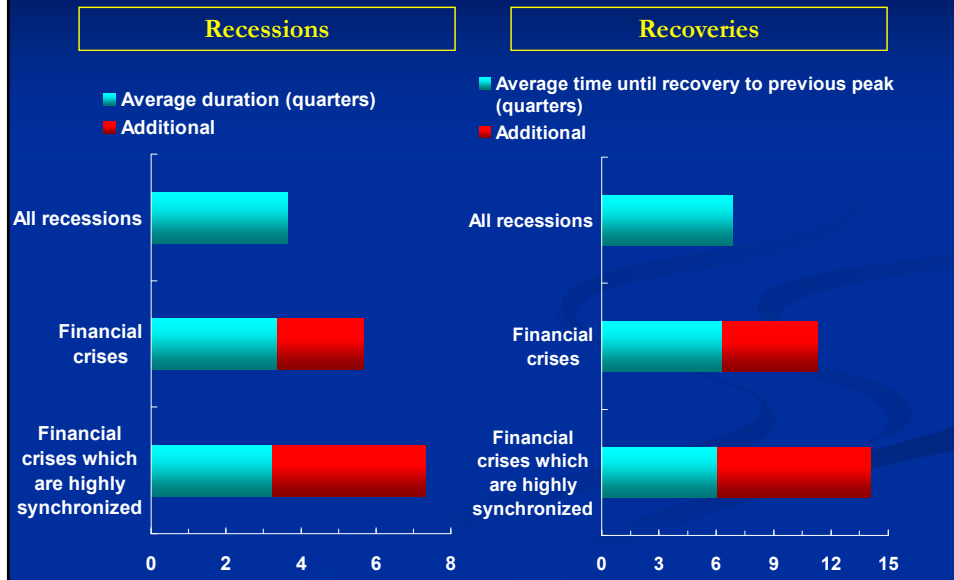 Recessions
Average duration (quarters)
Additional
All recessions
Financial
crises
Financial
crises which
are highly
synchronized
0 2 4 6 8
Recoveries
Average time until recovery to previous peak
(quarters)
Additional
All recessions
Financial
crises
Financial
crises which
are highly
synchronized
0 3 6 9 12 15